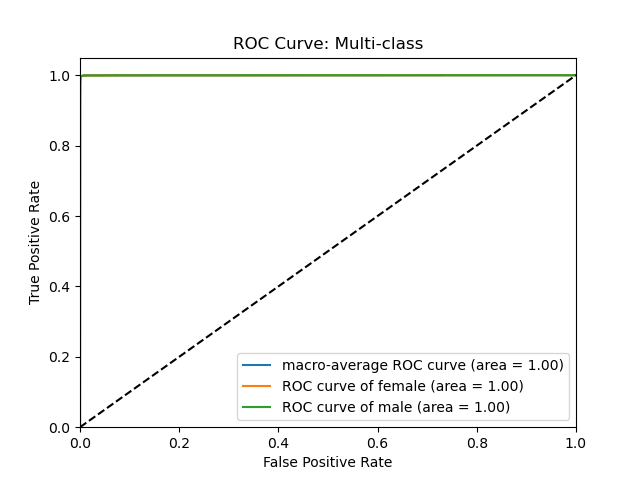 ROC Curve: Multi-class
True Positive Rate
1.0
0.8
0.6
0.4
0.2
0.0
macro-average ROC curve (area = 1.00)
ROC curve of female (area = 1.00)
ROC curve of male (area = 1.00)
0.0 0.2 0.4 0.6 0.8 1.0
False Positive Rate